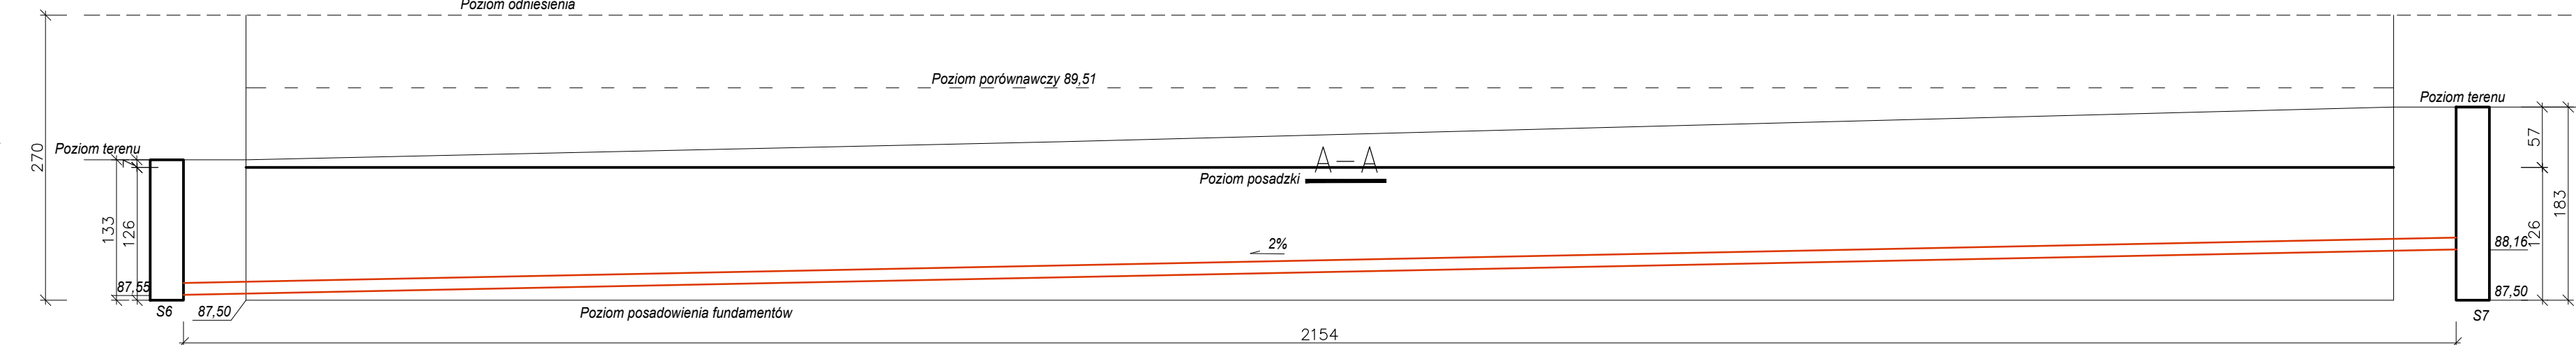 Poziom odniesienia
Poziom porównawczy 89,51
Poziom terenu
Poziom terenu
270
133
126
7
57
183
126
A-A
Poziom posadzki
2%
88,16
87,55
87,50
S6
87,50
Poziom posadowienia fundamentów
S7
2154